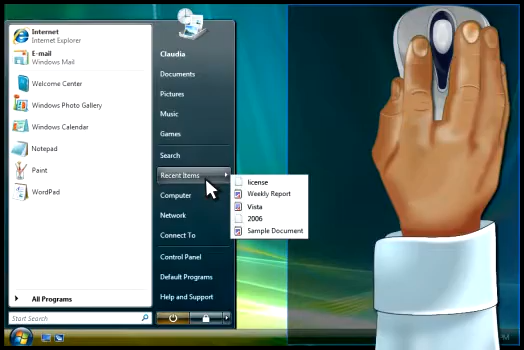 Internet
Internet Explorer
E-mail
Windows Mail
Welcome Center
Windows Photo Gallery
Windows Calendar
Notepad
Paint
WordPad
All Programs
Start Search
Claudia
Documents
Pictures
Music
Games
Search
Recent Items
Computer
Network
Connect To
Control Panel
Default Programs
Help and Support
license
Weekly Report
Vista
2006
Sample Document